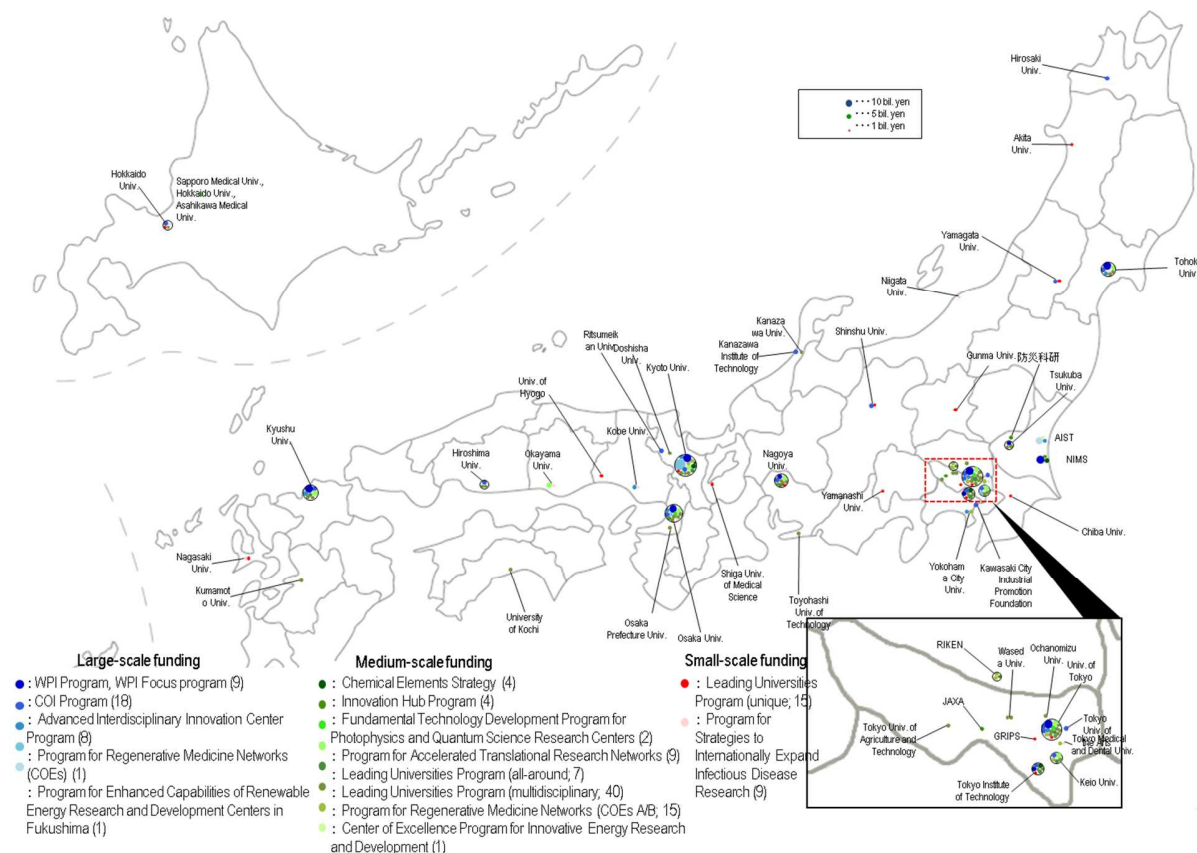 Hirosaki
Univ.
･･･10 bil. yen
･･･5 bil. yen
･･･1 bil. yen
Akita
Univ.
Hokkaido
Univ.
Sapporo Medical Univ.,
Hokkaido Univ.,
Asahikawa Medical
Univ.
Yamagata
Univ.
Tohok
Univ
Niigata
Univ.
Kanaza
wa Univ.
Kanazawa
Institute of
Technology
Shinshu Univ.
Gunma Univ.
防災科研
Tsukuba
Univ.
Ritsumeik
an Univ.
Doshisha
Univ.
Kyoto Univ.
Univ. of
Hyogo
Kobe Univ.
Kyushu
Univ.
Hiroshima
Univ.
Okayama
Univ.
Nagoya
Univ.
AIST
NIMS
Yamanashi
Univ.
Chiba Univ.
Nagasaki
Univ.
Kumamot
o Univ.
University
of Kochi
Osaka
Prefecture Univ.
Osaka Univ.
Shiga Univ.
of Medical
Science
Toyohashi
Univ. of
Technology
Yokoham
a City
Univ.
Kawasaki City
Industrial
Promotion
Foundation
RIKEN
Wased
a Univ.
Ochanomizu
Univ.
Univ. of
Tokyo
JAXA
Tokyo Univ. of
Agriculture and
Technology
GRIPS
Tokyo
Univ. of
the Arts
Tokyo Medical
and Dental Univ.
Tokyo Institute
of Technology
Keio Univ.
Large-scale funding
: WPI Program, WPI Focus program (9)
: COI Program (18)
: Advanced Interdisciplinary Innovation Center
Program (8)
: Program for Regenerative Medicine Networks
(COEs) (1)
: Program for Enhanced Capabilities of Renewable
Energy Research and Development Centers in
Fukushima (1)
Medium-scale funding
: Chemical Elements Strategy (4)
: Innovation Hub Program (4)
: Fundamental Technology Development Program for
Photophysics and Quantum Science Research Centers (2)
: Program for Accelerated Translational Research Networks (9)
: Leading Universities Program (all-around; 7)
: Leading Universities Program (multidisciplinary; 40)
: Program for Regenerative Medicine Networks (COEs A/B; 15)
: Center of Excellence Program for Innovative Energy Research
and Development (1)
Small-scale funding
: Leading Universities
Program (unique; 15)
: Program for
Strategies to
Internationally Expand
Infectious Disease
Research (9)